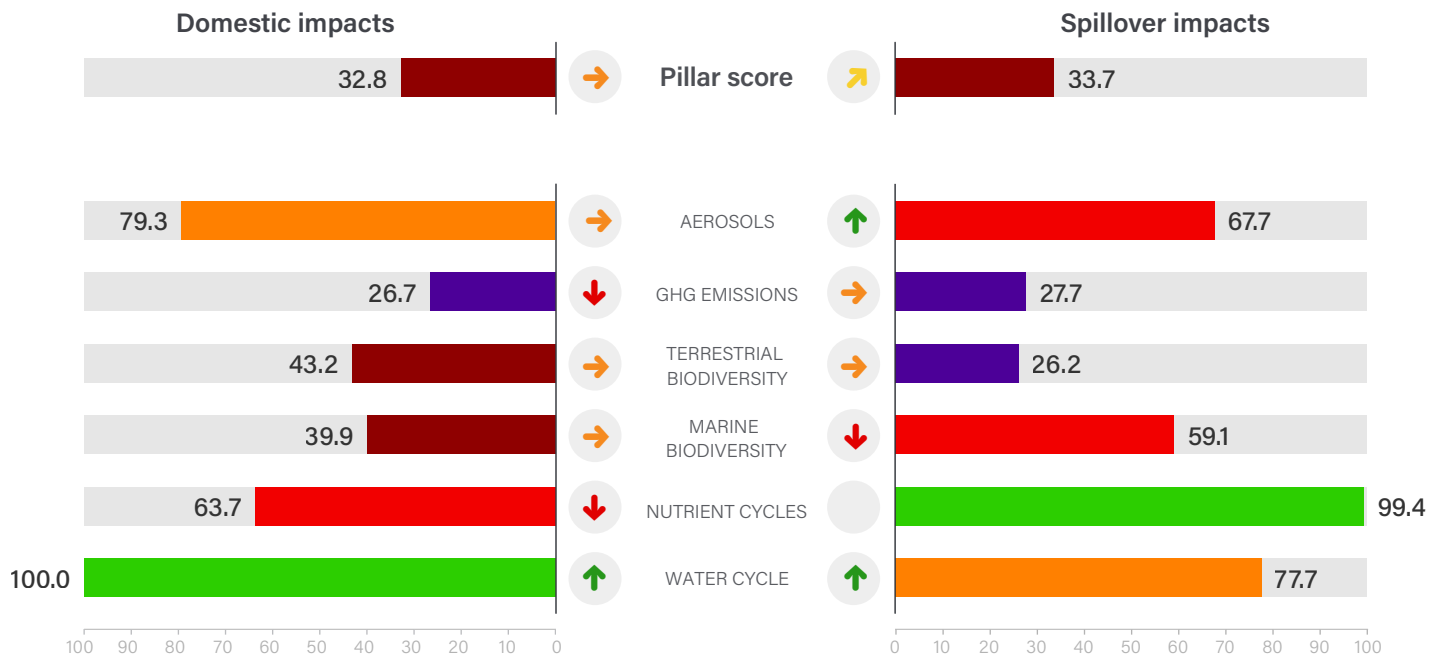 Domestic impacts
Spillover impacts
32.8
Pillar score
33.7
79.3
AEROSOLS
67.7
26.7
GHG EMISSIONS
27.7
43.2
TERRESTRIAL
BIODIVERSITY
26.2
39.9
MARINE
BIODIVERSITY
59.1
63.7
NUTRIENT CYCLES
99.4
100.0
WATER CYCLE
77.7
100 90 80 70 60 50 40 30 20 10 0
0 10 20 30 40 50 60 70 80 90 100